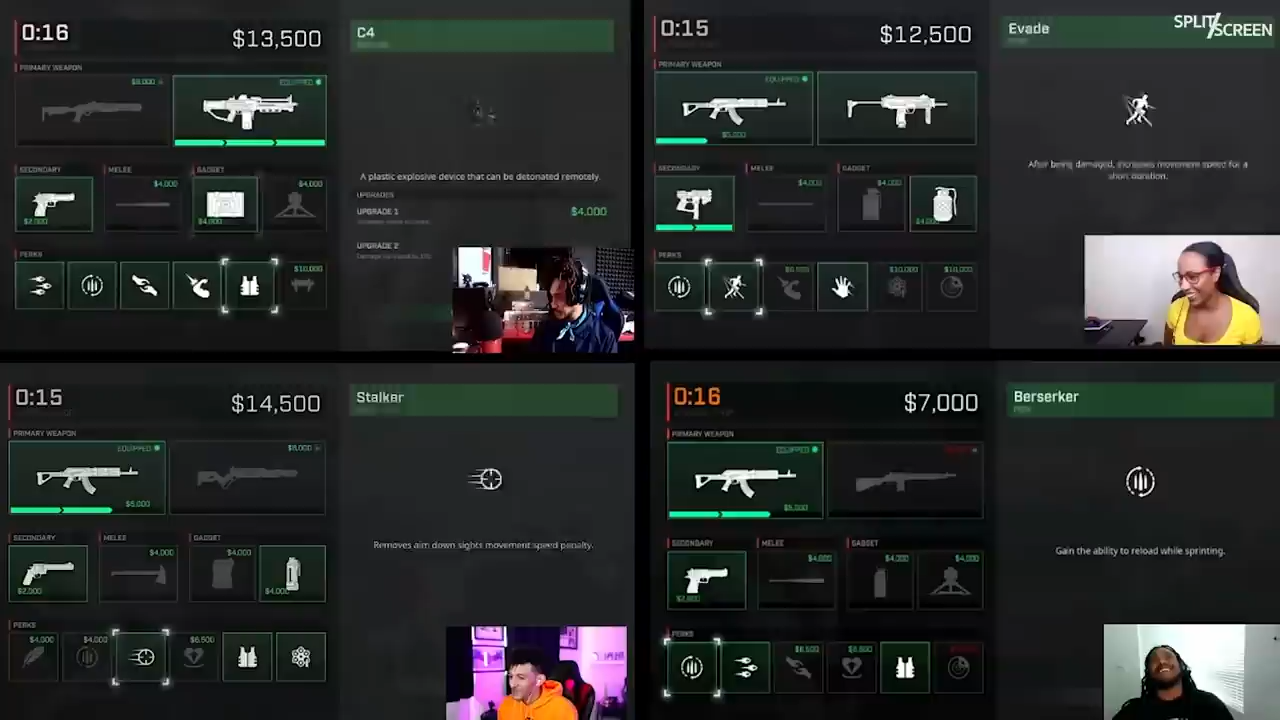 0:16
$13,500
C4
PRIMARY WEAPON
$8,000
EQUIPPED
SECONDARY
MELEE
GADGET
$4,000
$4,000
$2,000
$4,000
A plastic explosive device that can be detonated remotely.
UPGRADES
UPGRADE 1
$4,000
UPGRADE 2
PERKS
$10,000
0:15
$12,500
Evade
SPLIT/SCREEN
PRIMARY WEAPON
EQUIPPED
$5,000
After being damaged, increases movement speed for a
short duration.
SECONDARY
MELEE
GADGET
$4,000
$4,000
PERKS
$10,000
$10,000
0:15
$14,500
Stalker
PRIMARY WEAPON
EQUIPPED
$8,000
$5,000
Removes aim down sights movement speed penalty.
SECONDARY
MELEE
GADGET
$4,000
$4,000
$2,000
$4,000
PERKS
$4,000
$4,000
$6,500
0:16
$7,000
Berserker
PERK
PRIMARY WEAPON
EQUIPPED
$5,000
Gain the ability to reload while sprinting.
SECONDARY
MELEE
GADGET
$4,000
$4,000
$4,000
PERKS
$6,500